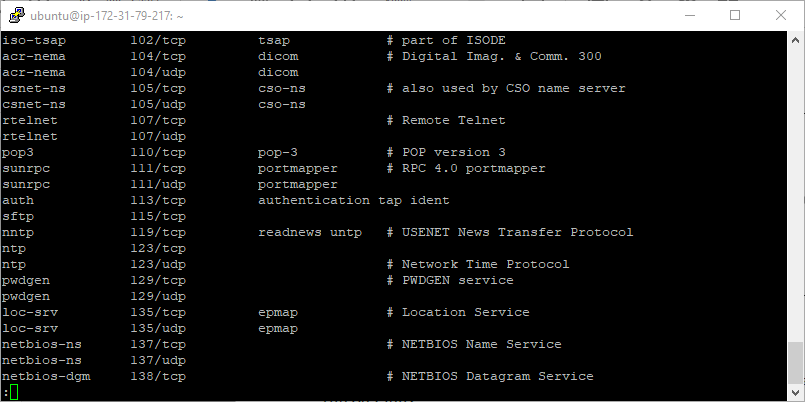 ubuntu@ip-172-31-79-217: ~
iso-tsap        102/tcp         tsap            # part of ISODE
acr-nema        104/tcp         dicom           # Digital Imag. & Comm. 300
acr-nema        104/udp         dicom
csnet-ns        105/tcp         cso-ns          # also used by CSO name server
csnet-ns        105/udp         cso-ns
rtelnet         107/tcp                         # Remote Telnet
rtelnet         107/udp
pop3            110/tcp         pop-3           # POP version 3
sunrpc          111/tcp         portmapper      # RPC 4.0 portmapper
sunrpc          111/udp         portmapper
auth            113/tcp         authentication tap ident
sftp            115/tcp
nntp            119/tcp         readnews untp   # USENET News Transfer Protocol
ntp             123/tcp
ntp             123/udp                         # Network Time Protocol
pwdgen          129/tcp                         # PWDGEN service
pwdgen          129/udp
loc-srv         135/tcp         epmap           # Location Service
loc-srv         135/udp         epmap
netbios-ns      137/tcp                         # NETBIOS Name Service
netbios-ns      137/udp
netbios-dgm     138/tcp                         # NETBIOS Datagram Service
: